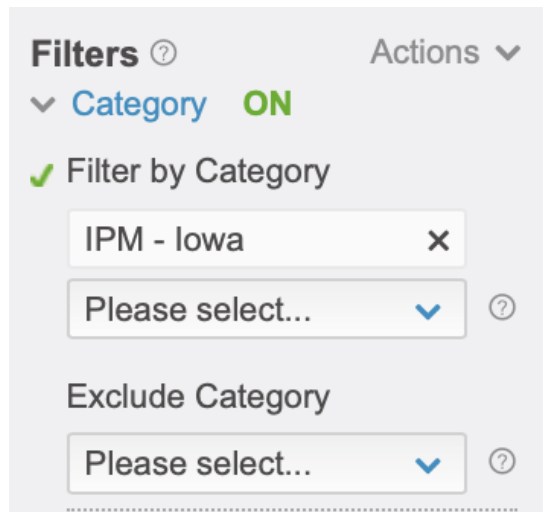 Filters ? Actions
Category ON
Filter by Category
IPM - Iowa
Please select... ?
Exclude Category
Please select... ?